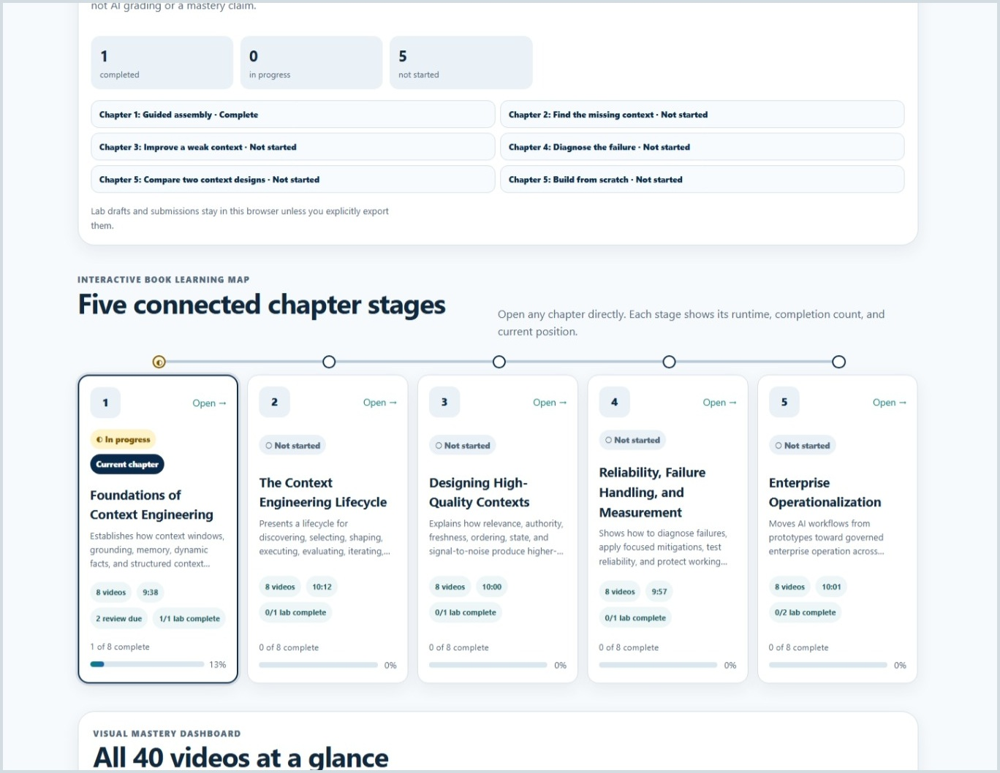 not AI grading or a mastery claim.
1
completed
0
in progress
5
not started
Chapter 1: Guided assembly · Complete
Chapter 2: Find the missing context · Not started
Chapter 3: Improve a weak context · Not started
Chapter 4: Diagnose the failure · Not started
Chapter 5: Compare two context designs · Not started
Chapter 5: Build from scratch · Not started
Lab drafts and submissions stay in this browser unless you explicitly export
them.
INTERACTIVE BOOK LEARNING MAP
Five connected chapter stages
Open any chapter directly. Each stage shows its runtime, completion count, and
current position.
1
Open →
◐ In progress
Current chapter
Foundations of
Context Engineering
Establishes how context windows,
grounding, memory, dynamic
facts, and structured context...
8 videos
9:38
2 review due
1/1 lab complete
1 of 8 complete
13%
2
Open →
○ Not started
The Context
Engineering Lifecycle
Presents a lifecycle for
discovering, selecting, shaping,
executing, evaluating, iterating,...
8 videos
10:12
0/1 lab complete
0 of 8 complete
0%
3
Open →
○ Not started
Designing High-
Quality Contexts
Explains how relevance, authority,
freshness, ordering, state, and
signal-to-noise produce higher-...
8 videos
10:00
0/1 lab complete
0 of 8 complete
0%
4
Open →
○ Not started
Reliability, Failure
Handling, and
Measurement
Shows how to diagnose failures,
apply focused mitigations, test
reliability, and protect working...
8 videos
9:57
0/1 lab complete
0 of 8 complete
0%
5
Open →
○ Not started
Enterprise
Operationalization
Moves AI workflows from
prototypes toward governed
enterprise operation across...
8 videos
10:01
0/2 lab complete
0 of 8 complete
0%
VISUAL MASTERY DASHBOARD
All 40 videos at a glance